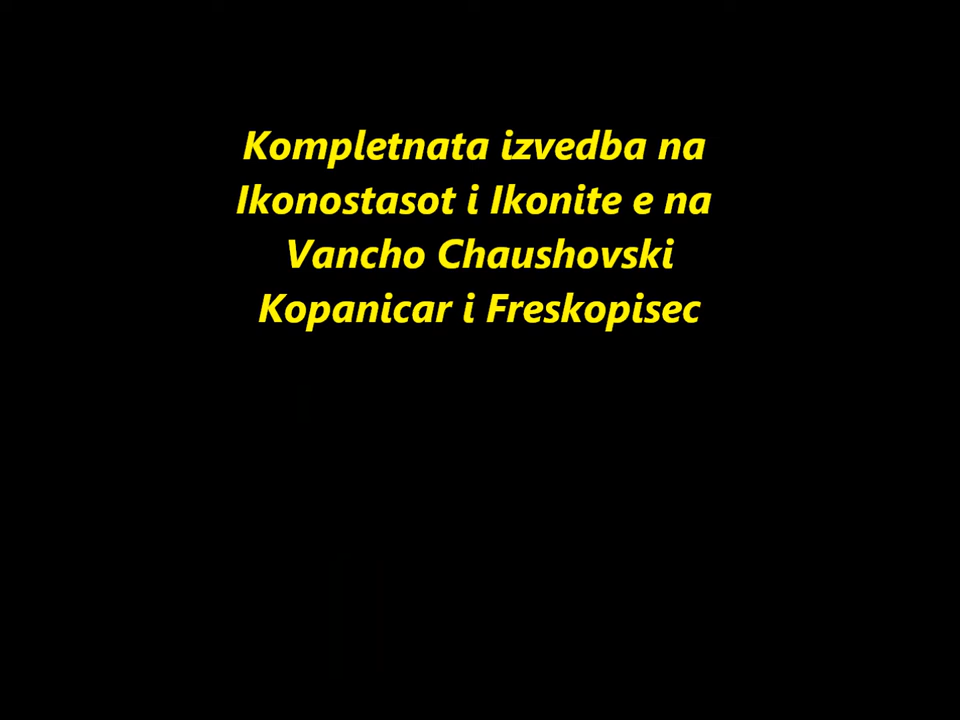 Kompletnata izvedba na
Ikonostasot i Ikonite e na
Vancho Chaushovski
Kopanicar i Freskopisec